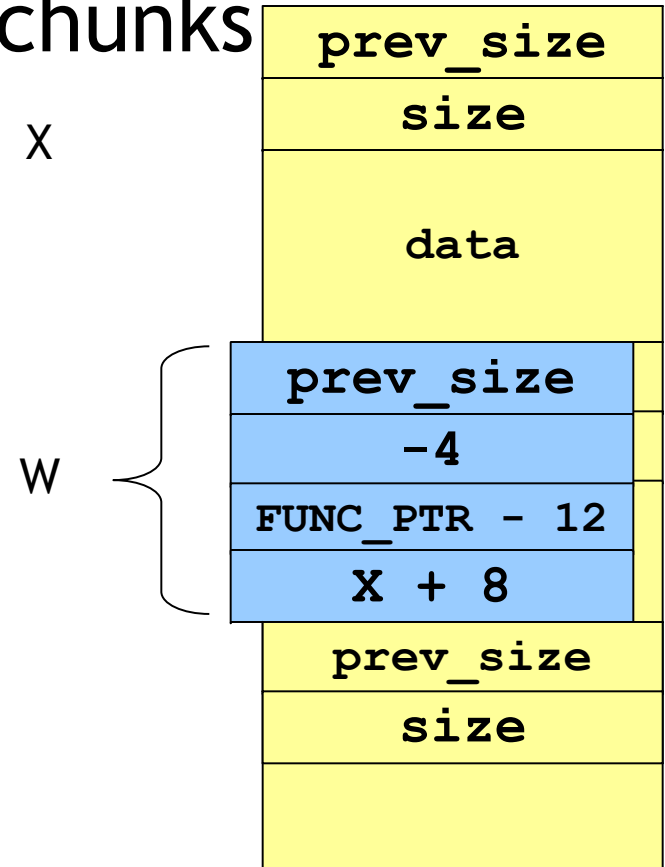 chunks
prev_size
size
X
data
prev_size
-4
W
FUNC_PTR - 12
X + 8
prev_size
size